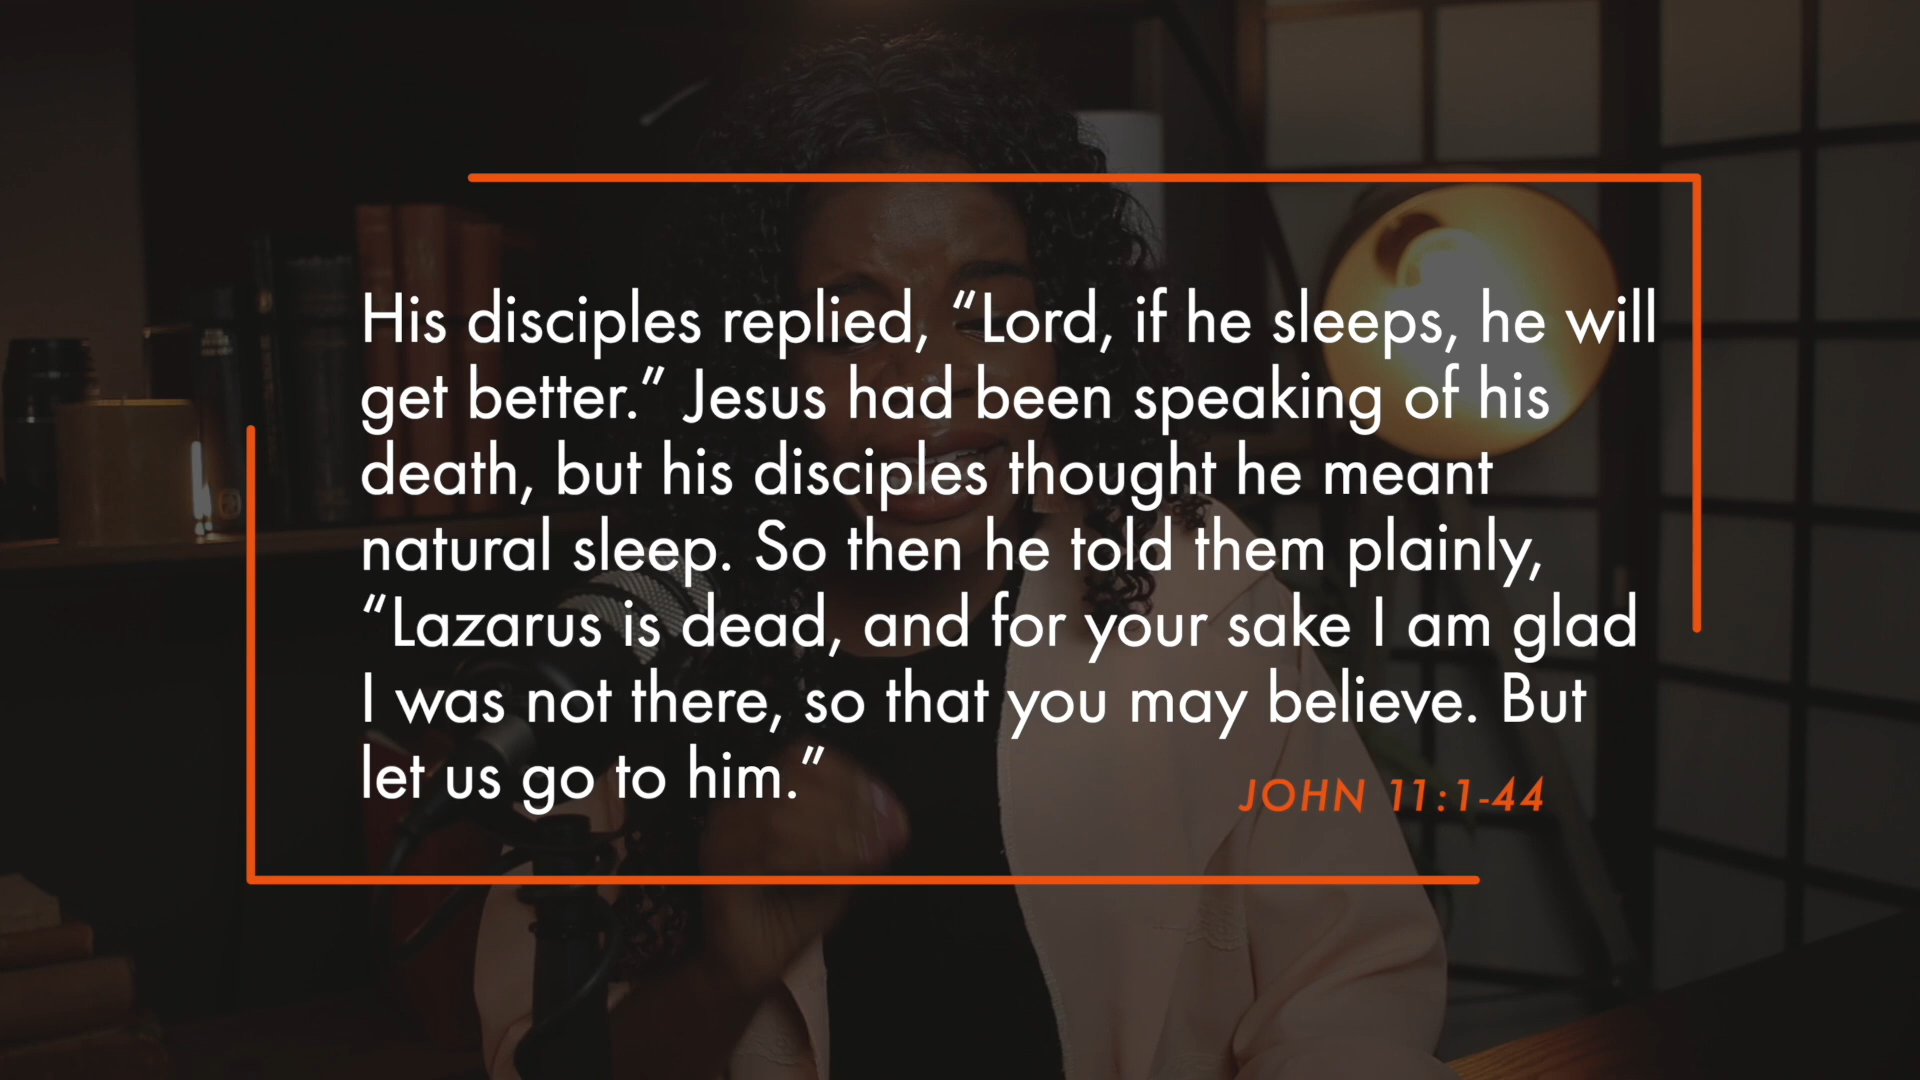 His disciples replied, “Lord, if he sleeps, he will
get better.” Jesus had been speaking of his
death, but his disciples thought he meant
natural sleep. So then he told them plainly,
“Lazarus is dead, and for your sake I am glad
I was not there, so that you may believe. But
let us go to him.”
JOHN 11:1-44